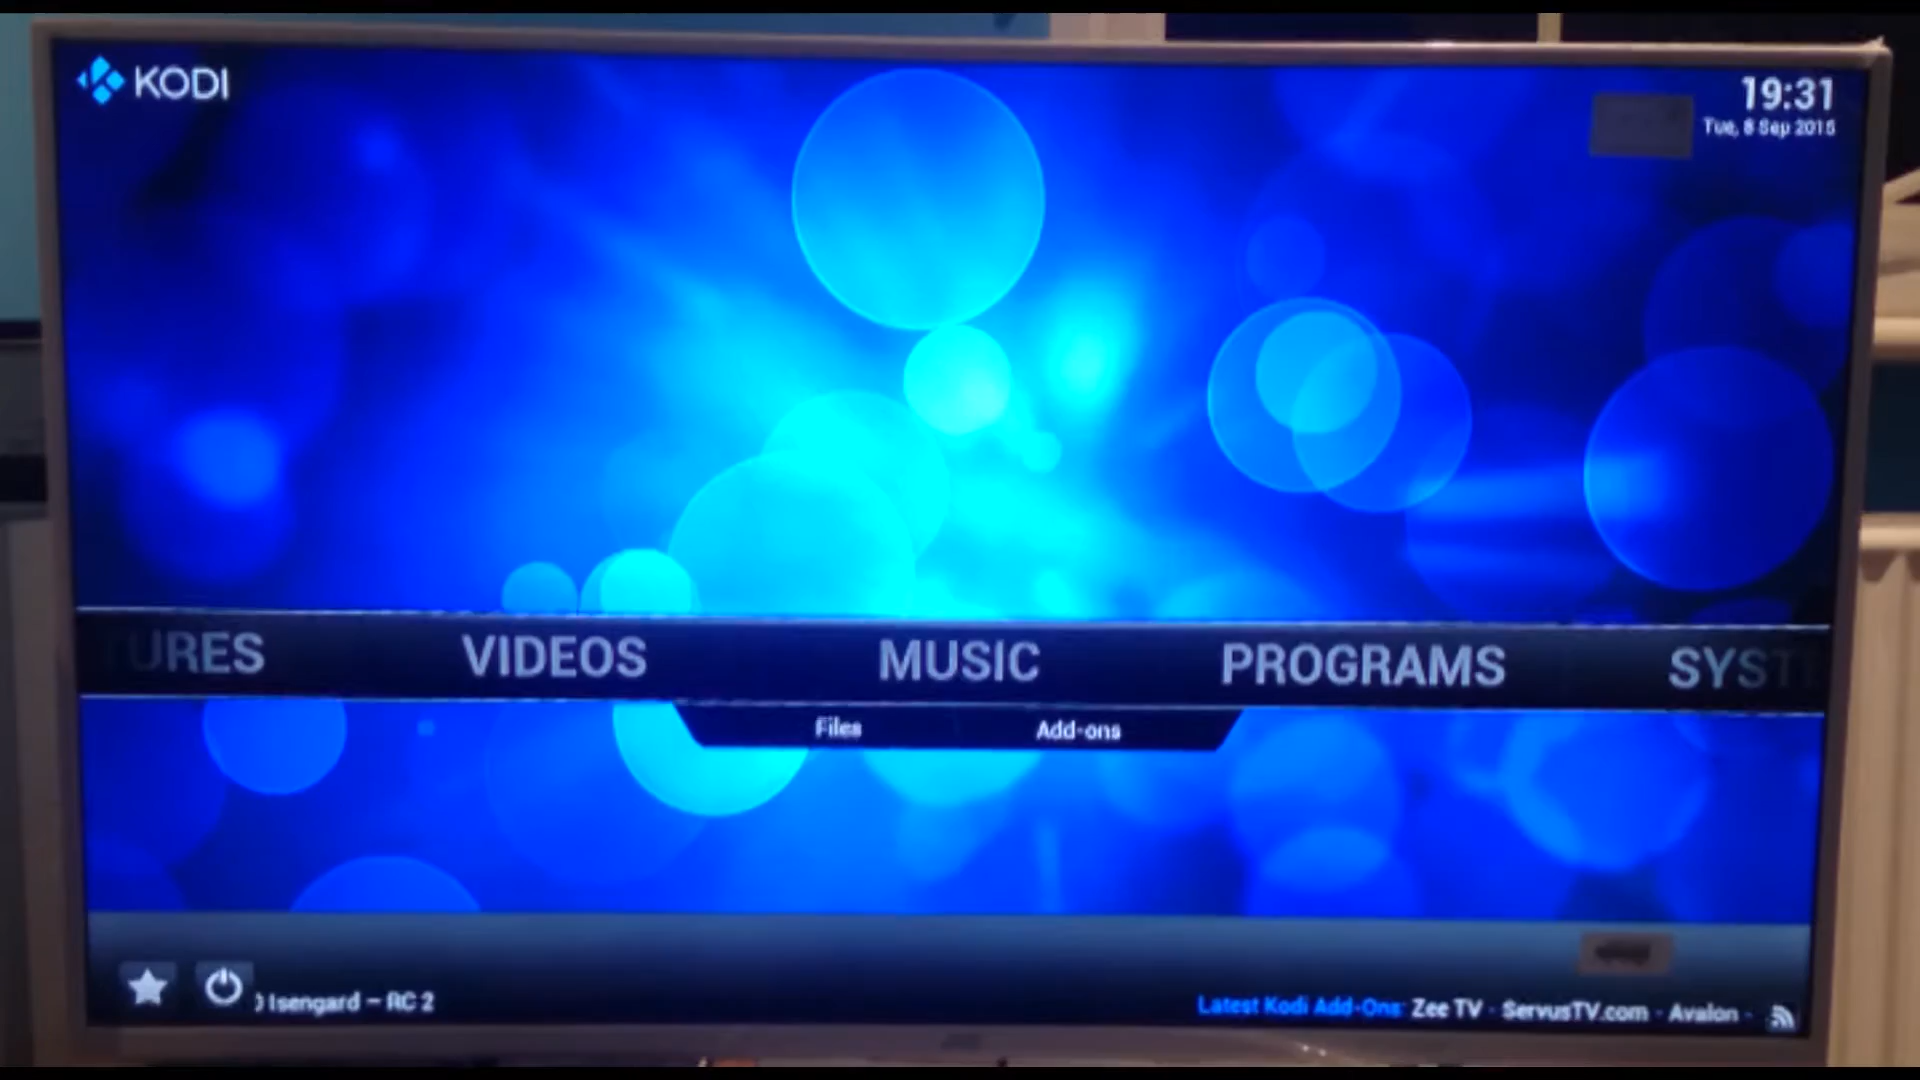 KODI
19:31
Tue, 8 Sep 2015
URES VIDEOS MUSIC PROGRAMS SYST
Files Add-ons
Isengard – RC 2
Latest Kodi Add-Ons: Zee TV - ServusTV.com - Avalon -